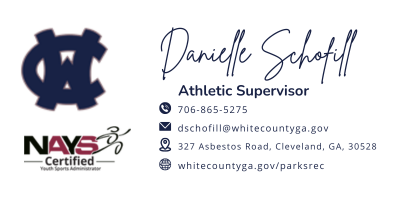 Danielle Schofill
Athletic Supervisor
706-865-5275
dschofill@whitecountyga.gov
327 Asbestos Road, Cleveland, GA, 30528
whitecountyga.gov/parksrec
WC
NAYS
Certified
Youth Sports Administrator